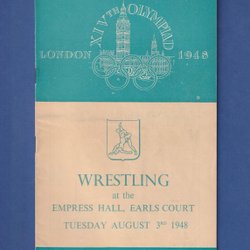 XIVTH OLYMPIAD
LONDON 1948
WRESTLING
at the
EMPRESS HALL, EARLS COURT
TUESDAY AUGUST 3RD 1948